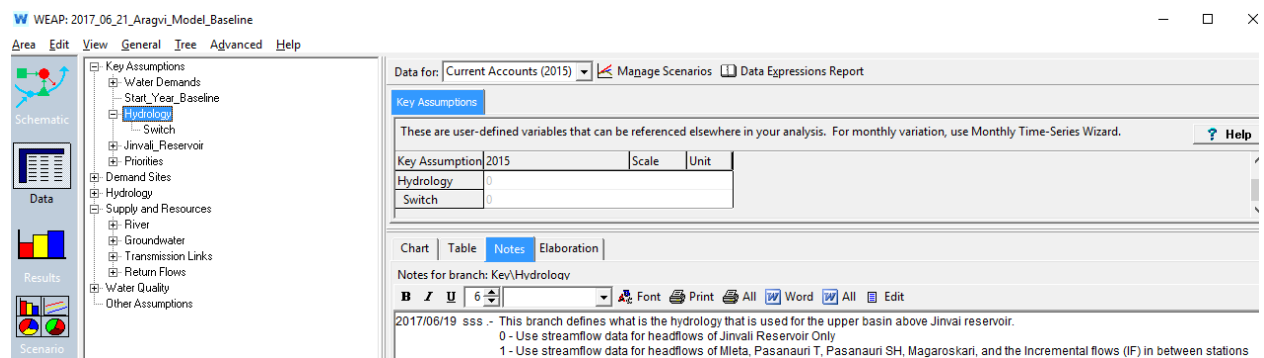 WEAP: 2017_06_21_Aragvi_Model_Baseline
Area Edit View General Tree Advanced Help
Schematic
Data
Results
Scenario
Key Assumptions
Water Demands
Start_Year_Baseline
Hydrology
Switch
Jinvali_Reservoir
Priorities
Demand Sites
Hydrology
Supply and Resources
River
Groundwater
Transmission Links
Return Flows
Water Quality
Other Assumptions
Data for: Current Accounts (2015) Manage Scenarios Data Expressions Report
Key Assumptions
These are user-defined variables that can be referenced elsewhere in your analysis. For monthly variation, use Monthly Time-Series Wizard.
? Help
Key Assumption 2015 Scale Unit
Hydrology 0
Switch 0
Chart Table Notes Elaboration
Notes for branch: Key\Hydrology
B I U 6 Font Print All Word All Edit
2017/06/19 sss .- This branch defines what is the hydrology that is used for the upper basin above Jinvai reservoir.
0 - Use streamflow data for headflows of Jinvali Reservoir Only
1 - Use streamflow data for headflows of Mleta, Pasanauri T, Pasanauri SH, Magaroskari, and the Incremental flows (IF) in between stations